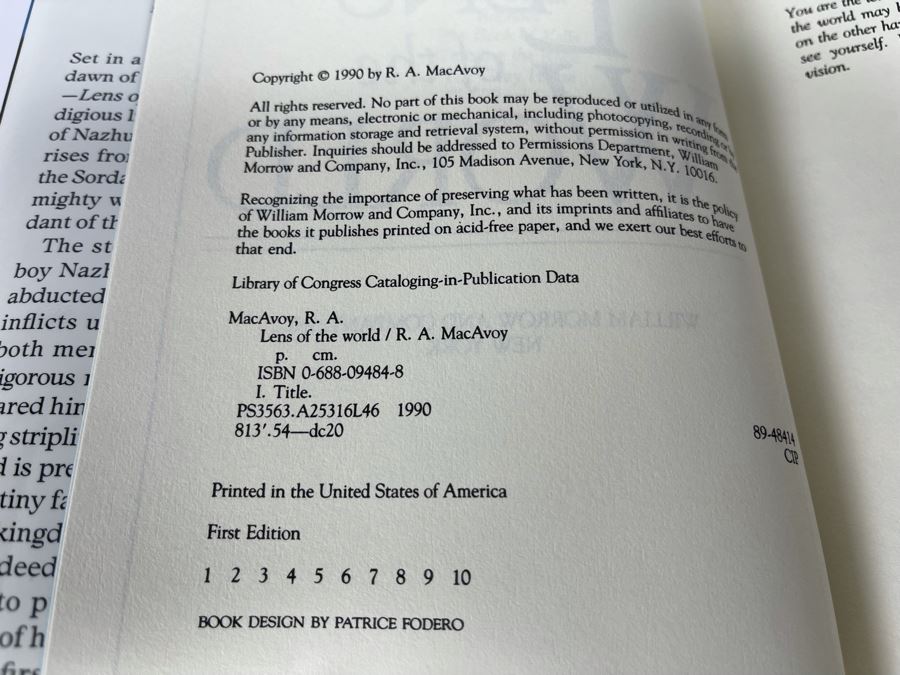 Set in a
dawn of
—Lens o
digious l
of Nazhu
rises fro
the Sorda
mighty w
dant of th
The st
boy Nazh
abducted
inflicts u
both mer
igorous
ared him
stripli
d is pre
tiny fa
kingd
deed
to p
of h
firs
Copyright © 1990 by R. A. MacAvoy
All rights reserved. No part of this book may be reproduced or utilized in any form
or by any means, electronic or mechanical, including photocopying, recording or by
any information storage and retrieval system, without permission in writing from the
Publisher. Inquiries should be addressed to Permissions Department, William
Morrow and Company, Inc., 105 Madison Avenue, New York, N.Y. 10016.
Recognizing the importance of preserving what has been written, it is the policy
of William Morrow and Company, Inc., and its imprints and affiliates to have
the books it publishes printed on acid-free paper, and we exert our best efforts to
that end.
Library of Congress Cataloging-in-Publication Data
MacAvoy, R. A.
Lens of the world / R. A. MacAvoy
p. cm.
ISBN 0-688-09484-8
I. Title.
PS3563.A25316L46 1990
813'.54—dc20
89-48414
CIP
Printed in the United States of America
First Edition
1 2 3 4 5 6 7 8 9 10
BOOK DESIGN BY PATRICE FODERO
You are the
the world may
on the other ha
see yourself.
vision.